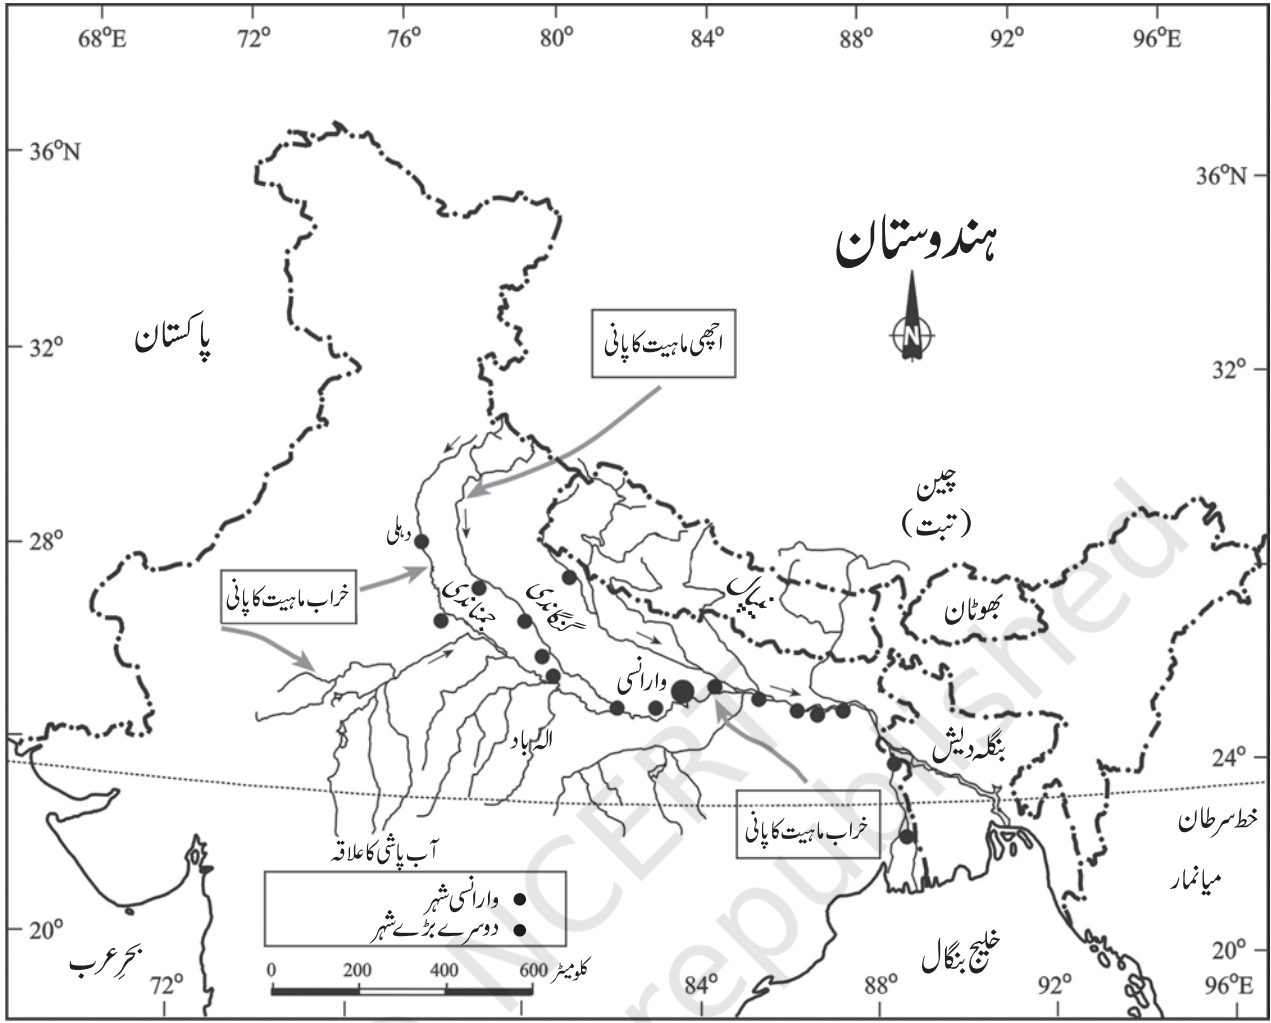 68°E 72° 76° 80° 84° 88° 92° 96°E
36°N
36°N
ہندوستان
N
پاکستان
32°
32°
اچھی ماہیت کا پانی
چین
(تبت)
28°
دہلی
خراب ماہیت کا پانی
جمنا ندی
گنگا ندی
نیپال
بھوٹان
وارانسی
الہ باد
بنگلہ دیش
24°
خراب ماہیت کا پانی
خط سرطان
میانمار
آب پاشی کا علاقہ
وارانسی شہر
دوسرے بڑے شہر
20°
20°
بحر عرب
خلیج بنگال
0 200 400 600 کلومیٹر
72° 84° 88° 92° 96°E
NCERT
republished